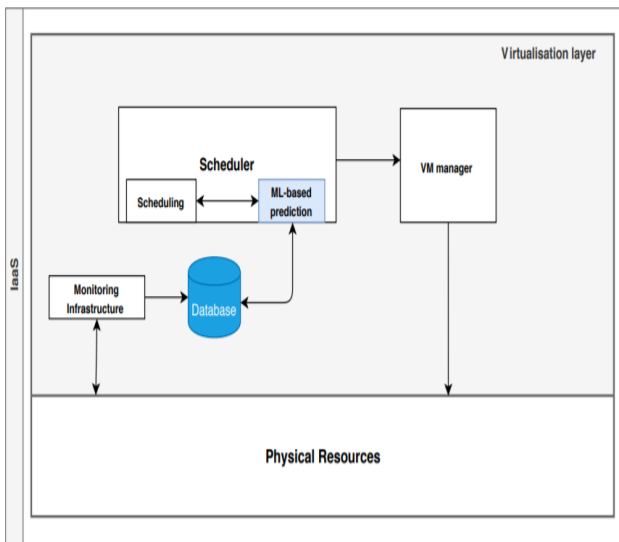 Virtualisation layer
Scheduler
VM manager
Scheduling
ML-based
prediction
IaaS
Monitoring
Infrastructure
Database
Physical Resources